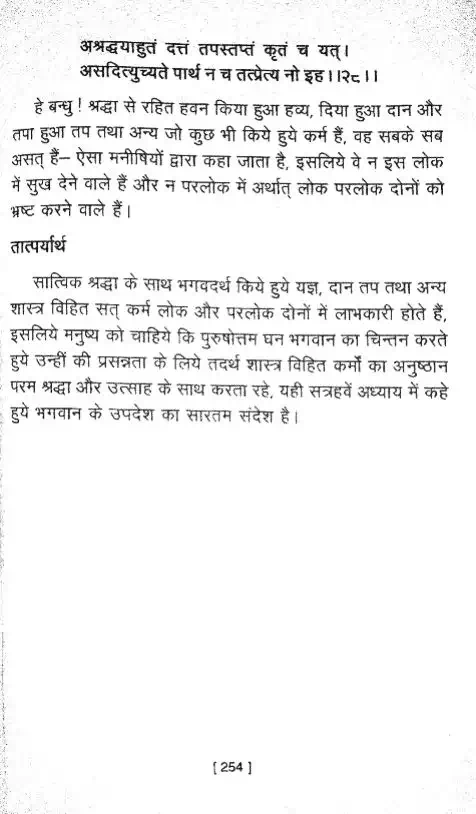 अश्रद्धयाहुतं दत्तं तपस्तप्तं कृतं च यत्।
असदित्युच्यते पार्थ न च तत्प्रेत्य नो इह।।२८।।
हे बन्धु ! श्रद्धा से रहित हवन किया हुआ हव्य, दिया हुआ दान और
तपा हुआ तप तथा अन्य जो कुछ भी किये हुये कर्म हैं, वह सबके सब
असत् हैं– ऐसा मनीषियों द्वारा कहा जाता है, इसलिये वे न इस लोक
में सुख देने वाले हैं और न परलोक में अर्थात् लोक परलोक दोनों को
भ्रष्ट करने वाले हैं।
तात्पर्यार्थ
सात्विक श्रद्धा के साथ भगवदर्थ किये हुये यज्ञ, दान तप तथा अन्य
शास्त्र विहित सत् कर्म लोक और परलोक दोनों में लाभकारी होते हैं,
इसलिये मनुष्य को चाहिये कि पुरुषोत्तम घन भगवान का चिन्तन करते
हुये उन्हीं की प्रसन्नता के लिये तदर्थ शास्त्र विहित कर्मों का अनुष्ठान
परम श्रद्धा और उत्साह के साथ करता रहे, यही सत्रहवें अध्याय में कहे
हुये भगवान के उपदेश का सारतम संदेश है।
[ 254 ]